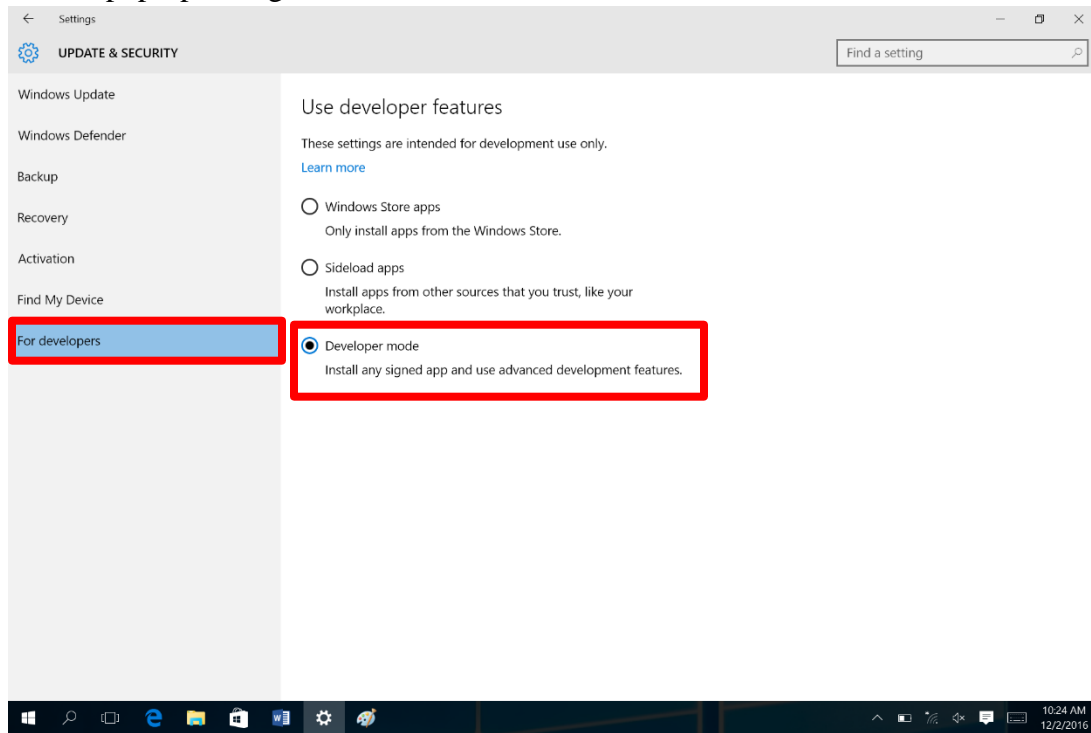 Settings
UPDATE & SECURITY
Find a setting
Windows Update
Windows Defender
Backup
Recovery
Activation
Find My Device
For developers
Use developer features
These settings are intended for development use only.
Learn more
Windows Store apps
Only install apps from the Windows Store.
Sideload apps
Install apps from other sources that you trust, like your
workplace.
Developer mode
Install any signed app and use advanced development features.
10:24 AM
12/2/2016